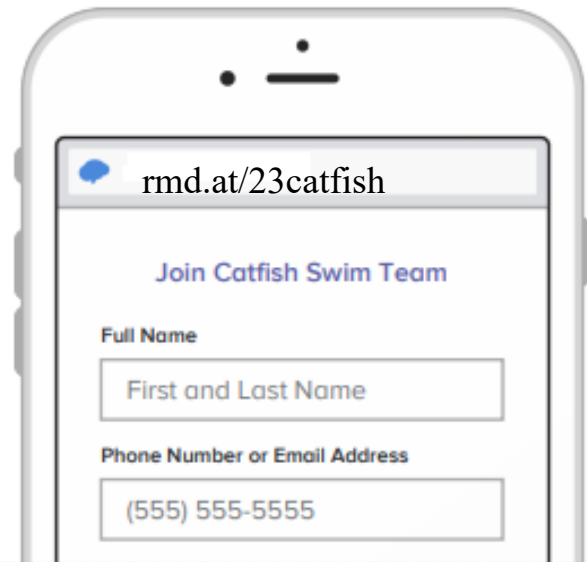 rmd.at/23catfish
Join Catfish Swim Team
Full Name
First and Last Name
Phone Number or Email Address
(555) 555-5555